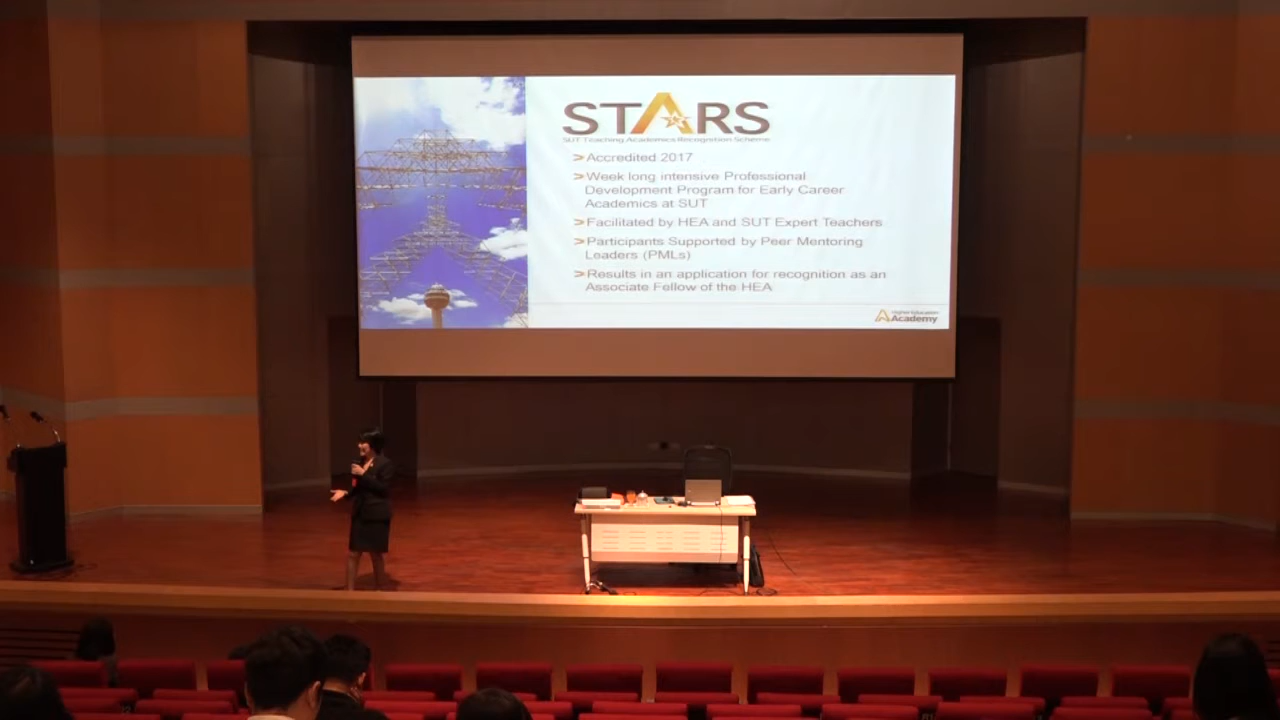 STARS
SUT Teaching Academics Recognition Scheme
> Accredited 2017
> Week long intensive Professional
Development Program for Early Career
Academics at SUT
> Facilitated by HEA and SUT Expert Teachers
> Participants Supported by Peer Mentoring
Leaders (PMLs)
> Results in an application for recognition as an
Associate Fellow of the HEA
Higher Education
Academy